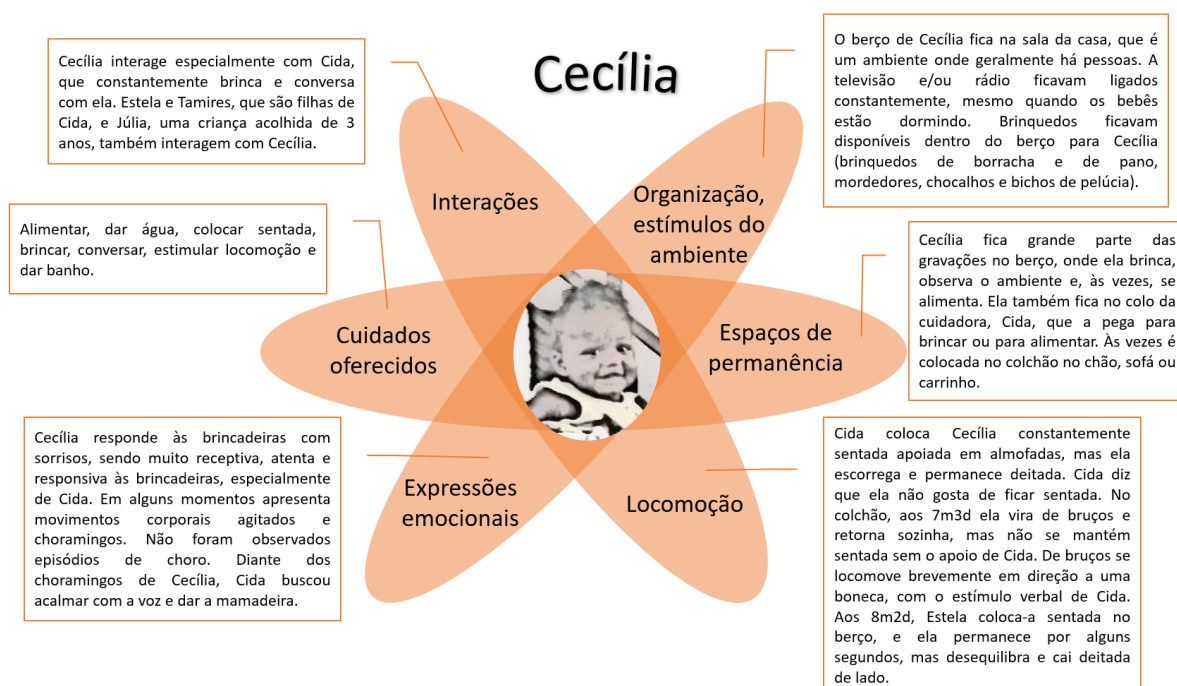 Cecília
Cecília interage especialmente com Cida,
que constantemente brinca e conversa
com ela. Estela e Tamires, que são filhas de
Cida, e Júlia, uma criança acolhida de 3
anos, também interagem com Cecília.
Interações
O berço de Cecília fica na sala da casa, que é
um ambiente onde geralmente há pessoas. A
televisão e/ou rádio ficavam ligados
constantemente, mesmo quando os bebês
estão dormindo. Brinquedos ficavam
disponíveis dentro do berço para Cecília
(brinquedos de borracha e de pano,
mordedores, chocalhos e bichos de pelúcia).
Organização,
estímulos do
ambiente
Alimentar, dar água, colocar sentada,
brincar, conversar, estimular locomoção e
dar banho.
Cuidados
oferecidos
Cecília fica grande parte das
gravações no berço, onde ela brinca,
observa o ambiente e, às vezes, se
alimenta. Ela também fica no colo da
cuidadora, Cida, que a pega para
brincar ou para alimentar. Às vezes é
colocada no colchão no chão, sofá ou
carrinho.
Espaços de
permanência
Cecília responde às brincadeiras com
sorrisos, sendo muito receptiva, atenta e
responsiva às brincadeiras, especialmente
de Cida. Em alguns momentos apresenta
movimentos corporais agitados e
choramingos. Não foram observados
episódios de choro. Diante dos
choramingos de Cecília, Cida buscou
acalmar com a voz e dar a mamadeira.
Expressões
emocionais
Cida coloca Cecília constantemente
sentada apoiada em almofadas, mas ela
escorrega e permanece deitada. Cida diz
que ela não gosta de ficar sentada. No
colchão, aos 7m3d ela vira de bruços e
retorna sozinha, mas não se mantém
sentada sem o apoio de Cida. De bruços se
locomove brevemente em direção a uma
boneca, com o estímulo verbal de Cida.
Aos 8m2d, Estela coloca-a sentada no
berço, e ela permanece por alguns
segundos, mas desequilibra e cai deitada
de lado.
Locomoção